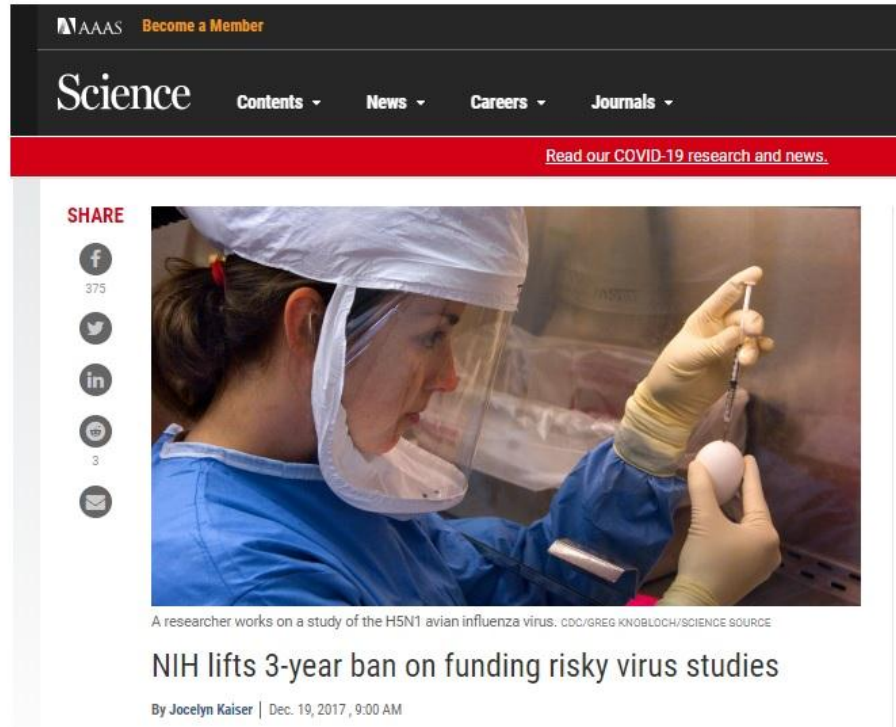 AAAS Become a Member
Science Contents News Careers Journals
Read our COVID-19 research and news.
SHARE
375
3
A researcher works on a study of the H5N1 avian influenza virus. CDC/GREG KNOBLOCH/SCIENCE SOURCE
NIH lifts 3-year ban on funding risky virus studies
By Jocelyn Kaiser | Dec. 19, 2017 , 9:00 AM